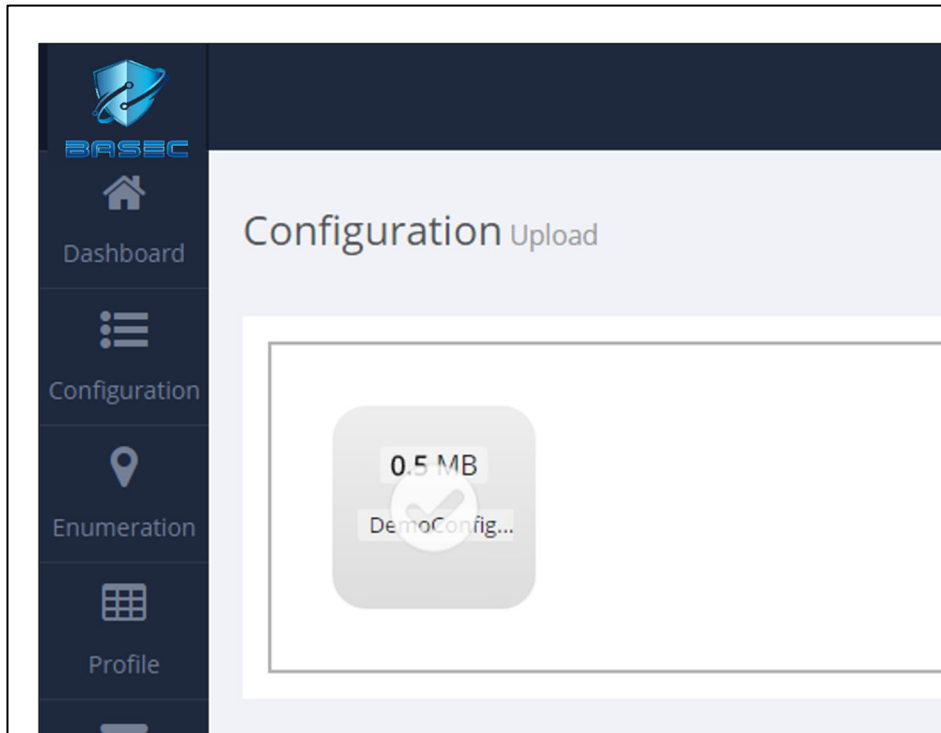 BASEC
Dashboard
Configuration
Enumeration
Profile
Configuration Upload
0.5 MB
DemoConfig...